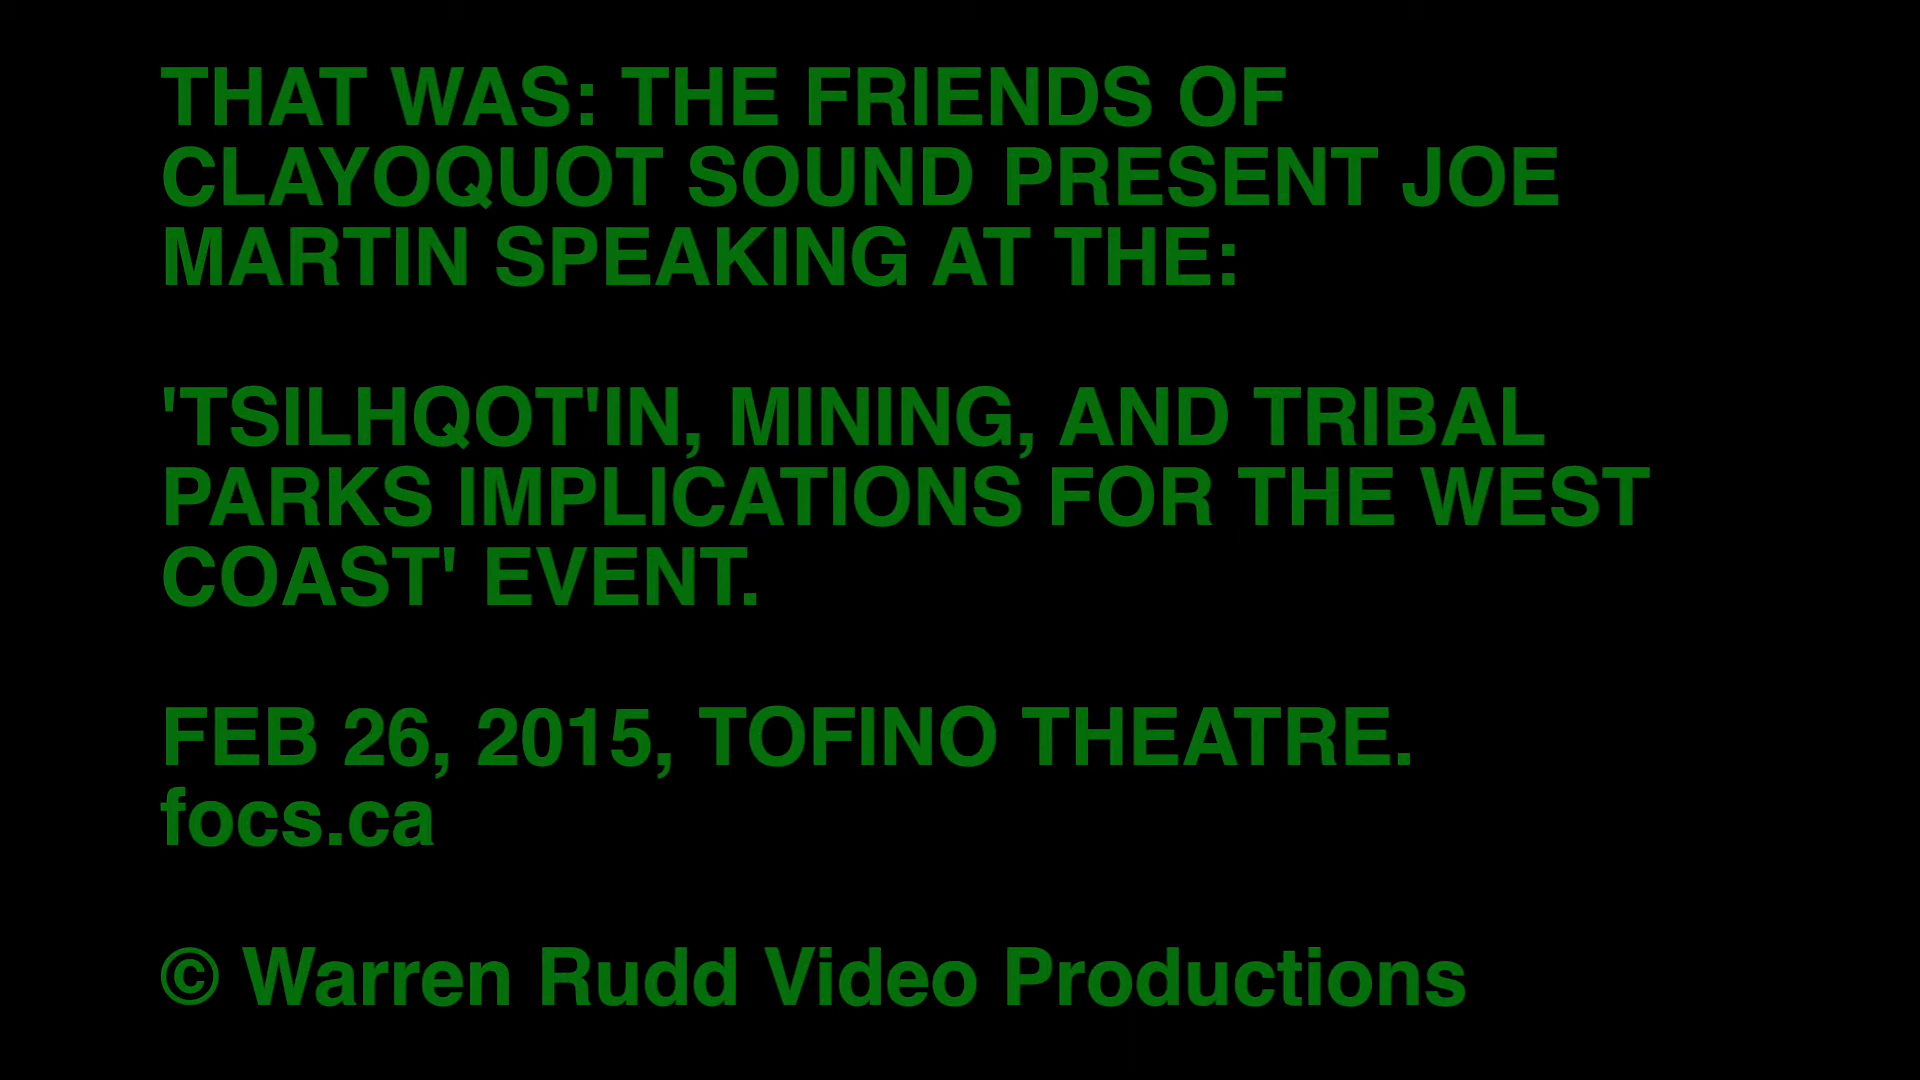 THAT WAS: THE FRIENDS OF
CLAYOQUOT SOUND PRESENT JOE
MARTIN SPEAKING AT THE:
'TSILHQOT'IN, MINING, AND TRIBAL
PARKS IMPLICATIONS FOR THE WEST
COAST' EVENT.
FEB 26, 2015, TOFINO THEATRE.
focs.ca
© Warren Rudd Video Productions